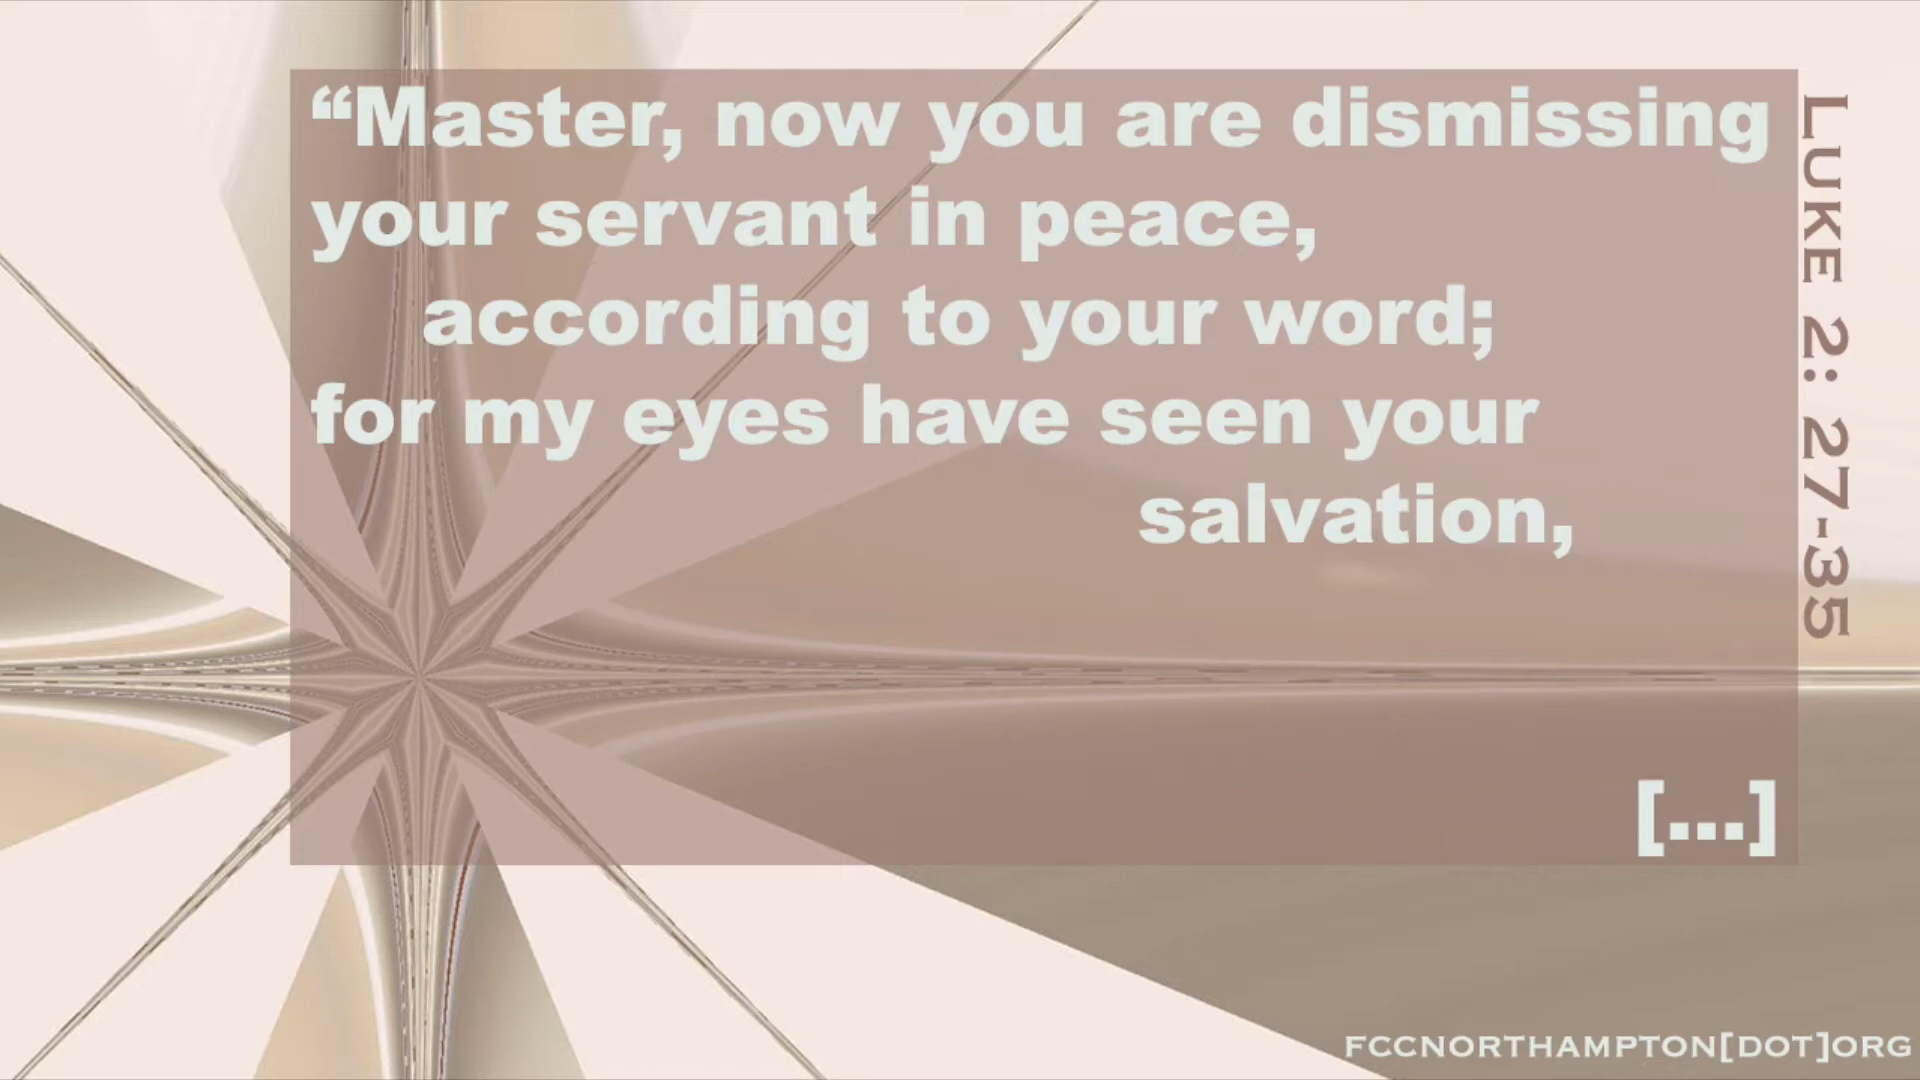 “Master, now you are dismissing
your servant in peace,
according to your word;
for my eyes have seen your
salvation,
[...]
LUKE 2: 27-35
FCCNORTHAMPTON[DOT]ORG